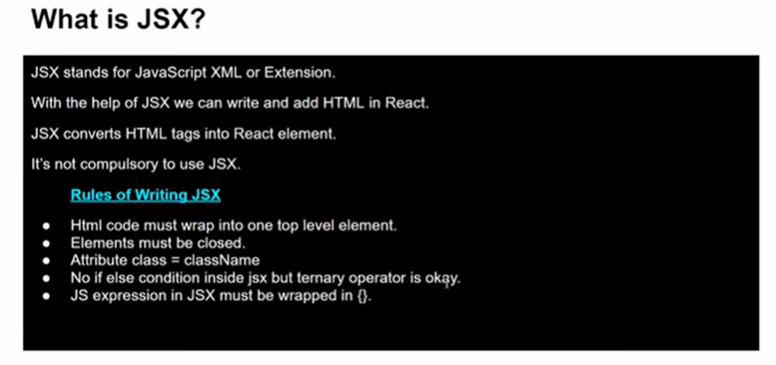 What is JSX?
JSX stands for JavaScript XML or Extension.
With the help of JSX we can write and add HTML in React.
JSX converts HTML tags into React element.
It's not compulsory to use JSX.
Rules of Writing JSX
● Html code must wrap into one top level element.
● Elements must be closed.
● Attribute class = className
● No if else condition inside jsx but ternary operator is okay.
● JS expression in JSX must be wrapped in {}.